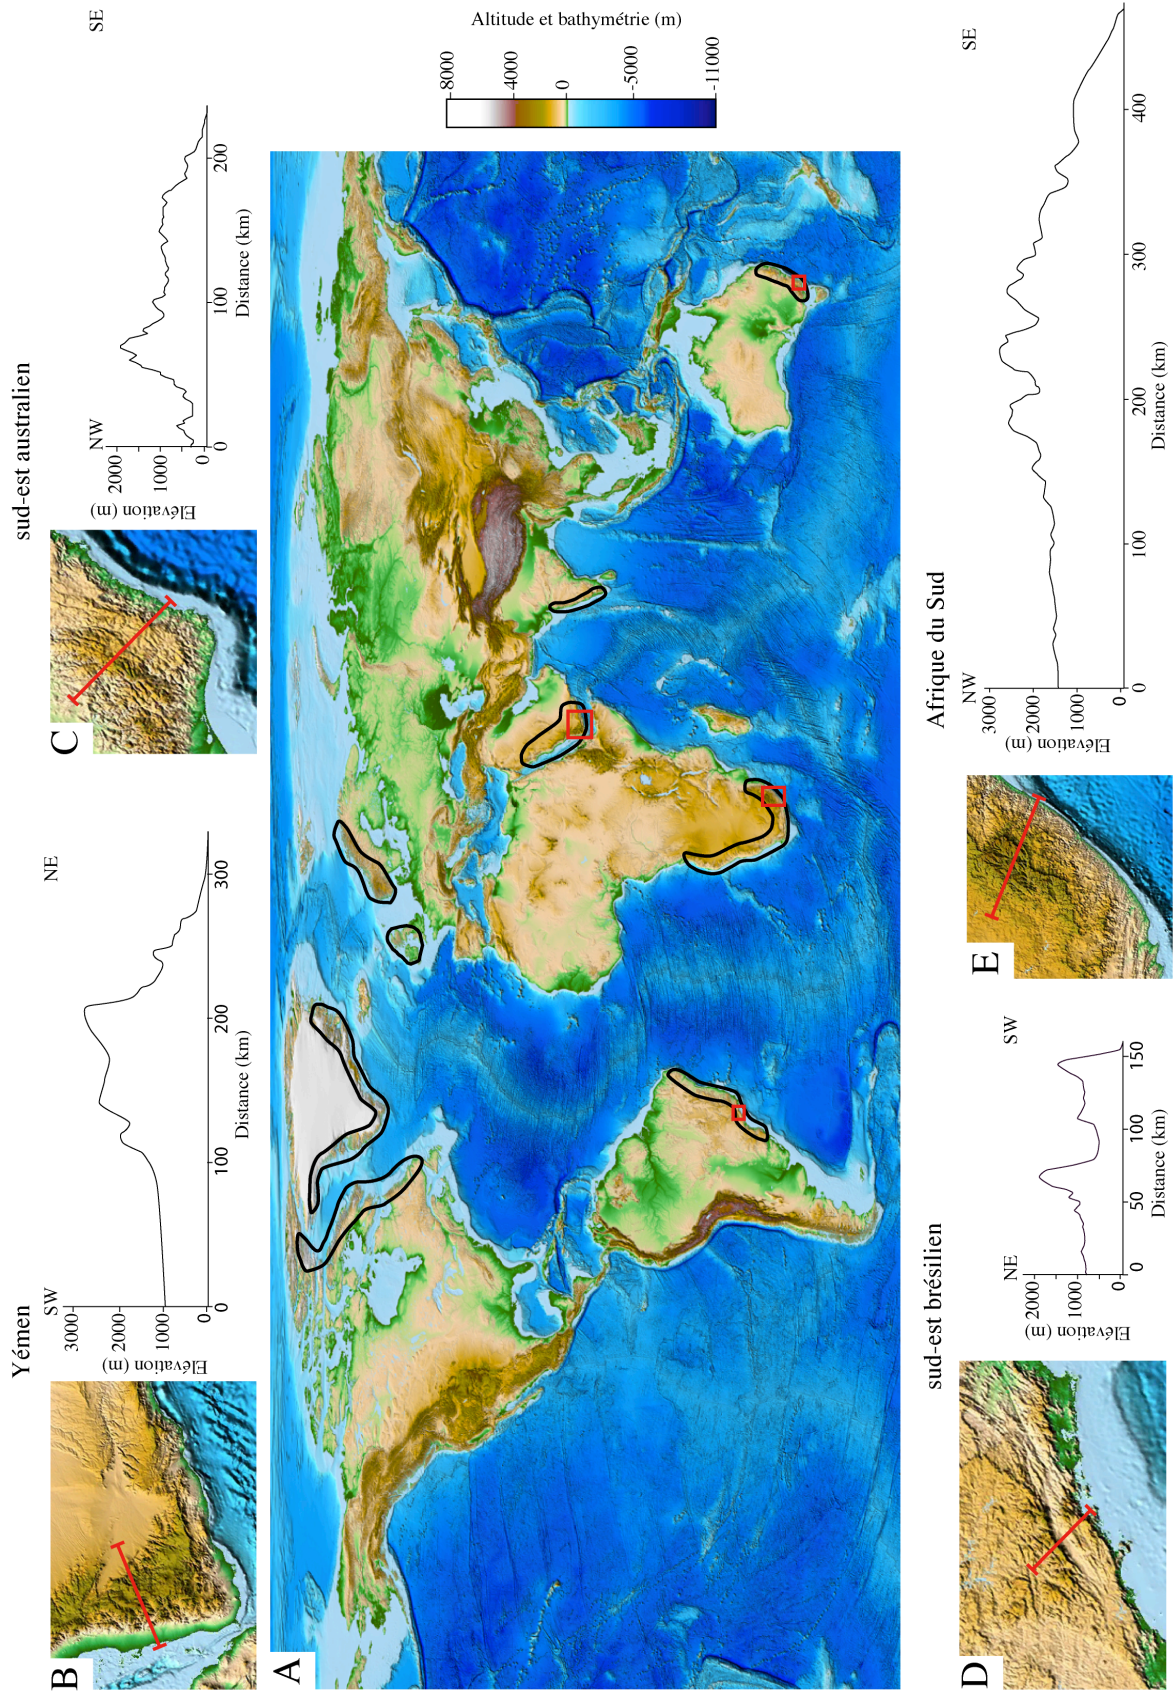 Yémen
B
SW
NE
3000
2000
1000
0
Elévation (m)
0
100
200
300
Distance (km)
sud-est australien
C
NW
SE
2000
1000
0
Elévation (m)
0
100
200
Distance (km)
A
8000
4000
0
-5000
-11000
Altitude et bathymétrie (m)
sud-est brésilien
D
NE
SW
2000
1000
0
Elévation (m)
0
50
100
150
Distance (km)
Afrique du Sud
E
NW
SE
3000
2000
1000
0
Elévation (m)
0
100
200
300
400
Distance (km)